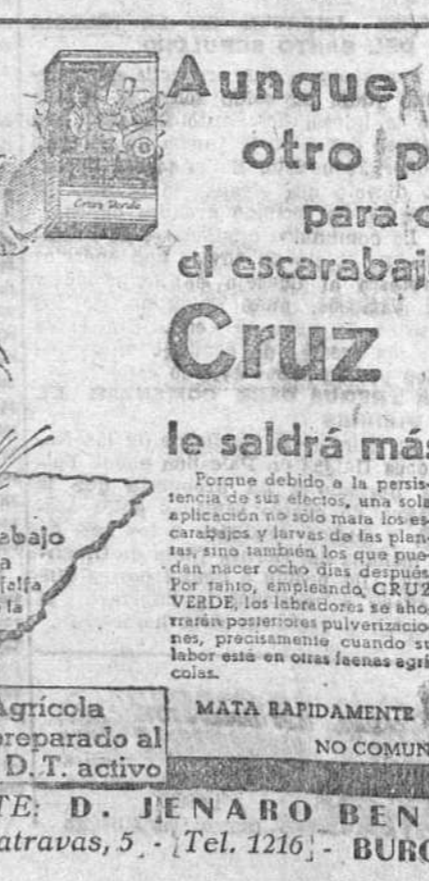 Cruz Verde
Aunque
otro p
para c
el escarabaj
Cruz
le saldrá más
Porque debido a la persis-
tencia de sus efectos, una sola
aplicación no sólo mata los es-
carabajos y larvas de las plan-
tas, sino también los que pue-
dan nacer ocho días después.
Por tanto, empleando CRUZ
VERDE, los labradores se aho-
rrarán posteriores pulverizacio-
nes, precisamente cuando su
labor esté en otras faenas agrí-
colas.
abajo
a
lfalfa
la
Agrícola
preparado al
D. T. activo
MATA RAPIDAMENTE
NO COMUN
TE: D. JENARO BEN
atravas, 5 - Tel. 1216 - BURG